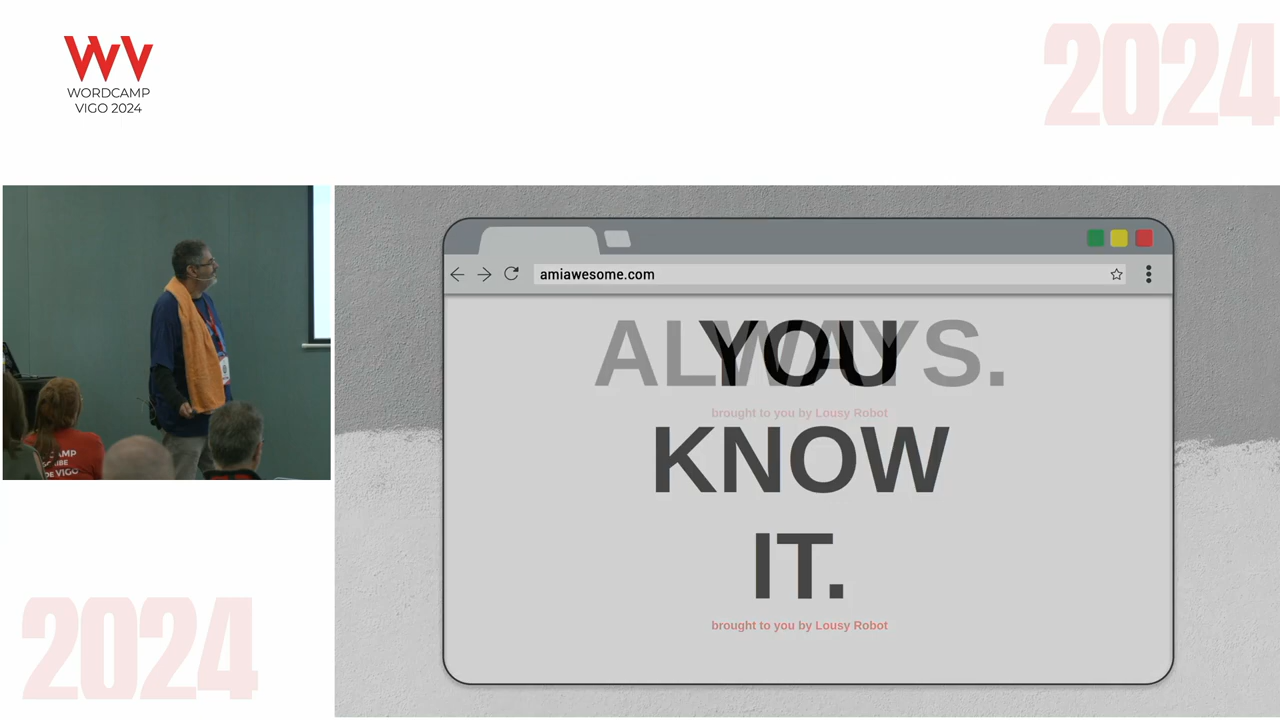 WORDCAMP
VIGO 2024
2024
amiawesome.com
ALWAYS.
YOU
brought to you by Lousy Robot
KNOW
IT.
brought to you by Lousy Robot
VIGO
2024